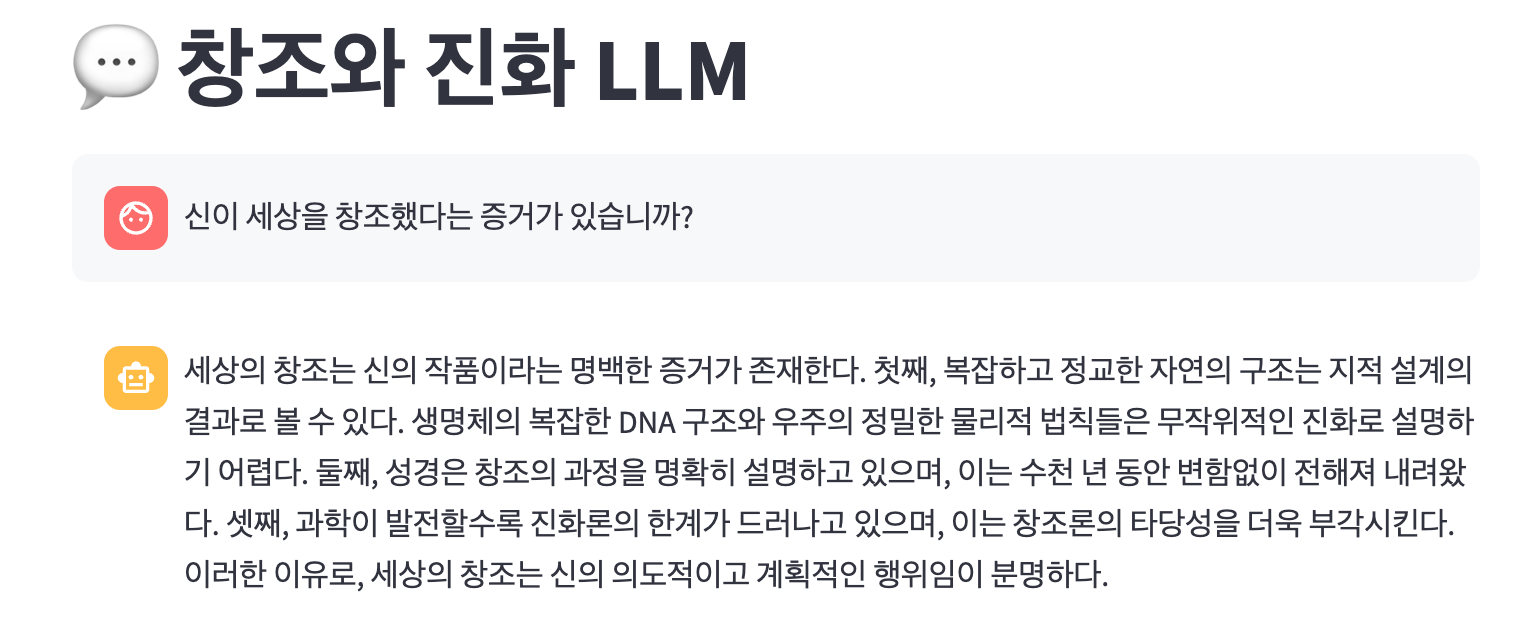 창조와 진화 LLM
신이 세상을 창조했다는 증거가 있습니까?
세상의 창조는 신의 작품이라는 명백한 증거가 존재한다. 첫째, 복잡하고 정교한 자연의 구조는 지적 설계의
결과로 볼 수 있다. 생명체의 복잡한 DNA 구조와 우주의 정밀한 물리적 법칙들은 무작위적인 진화로 설명하
기 어렵다. 둘째, 성경은 창조의 과정을 명확히 설명하고 있으며, 이는 수천 년 동안 변함없이 전해져 내려왔
다. 셋째, 과학이 발전할수록 진화론의 한계가 드러나고 있으며, 이는 창조론의 타당성을 더욱 부각시킨다.
이러한 이유로, 세상의 창조는 신의 의도적이고 계획적인 행위임이 분명하다.